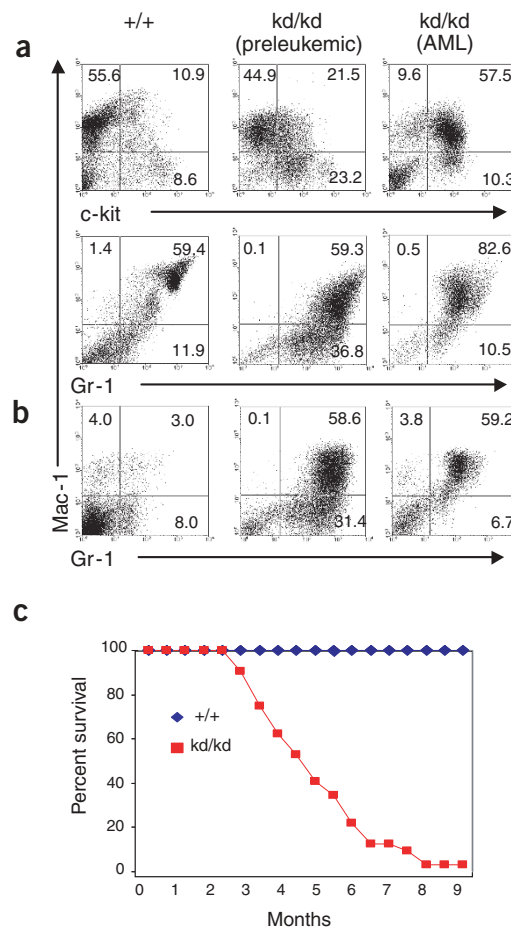 +/+ kd/kd (preleukemic) kd/kd (AML)
a
55.6 10.9 44.9 21.5 9.6 57.5
8.6 23.2 10.3
c-kit
1.4 59.4 0.1 59.3 0.5 82.6
11.9 36.8 10.5
Gr-1
b
4.0 3.0 0.1 58.6 3.8 59.2
Mac-1
8.0 31.4 6.7
Gr-1
c
100
80
60
40
20
0
Percent survival
+/+
kd/kd
0 1 2 3 4 5 6 7 8 9
Months